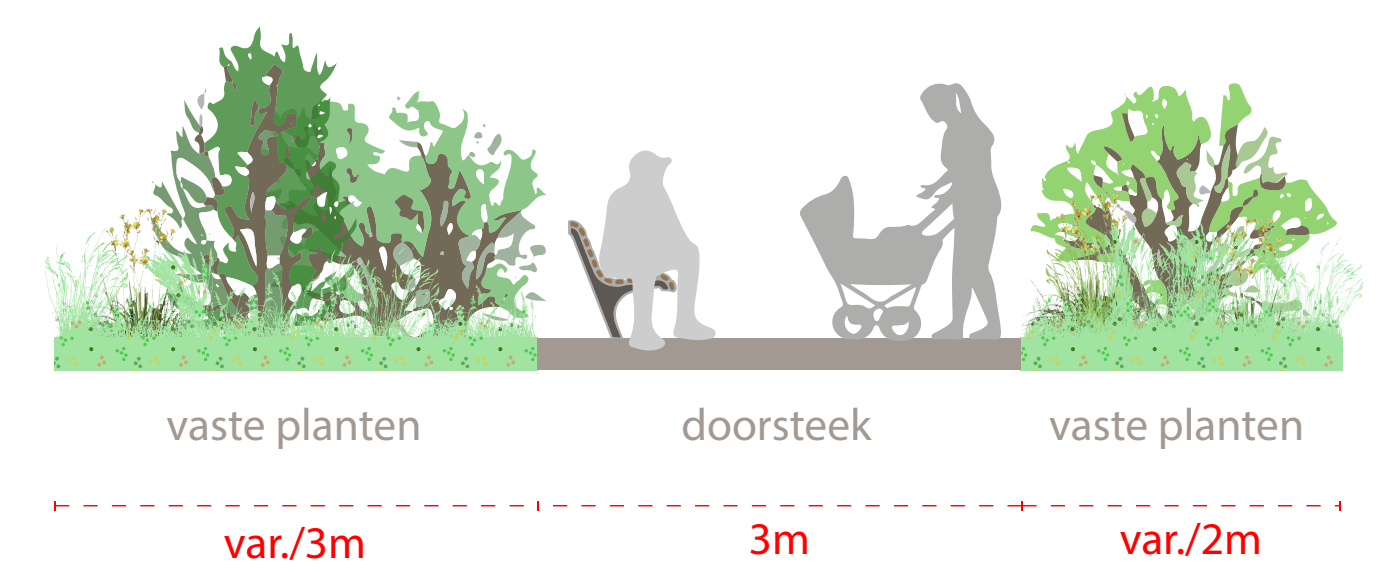 vaste planten
doorsteek
vaste planten
var./3m
3m
var./2m